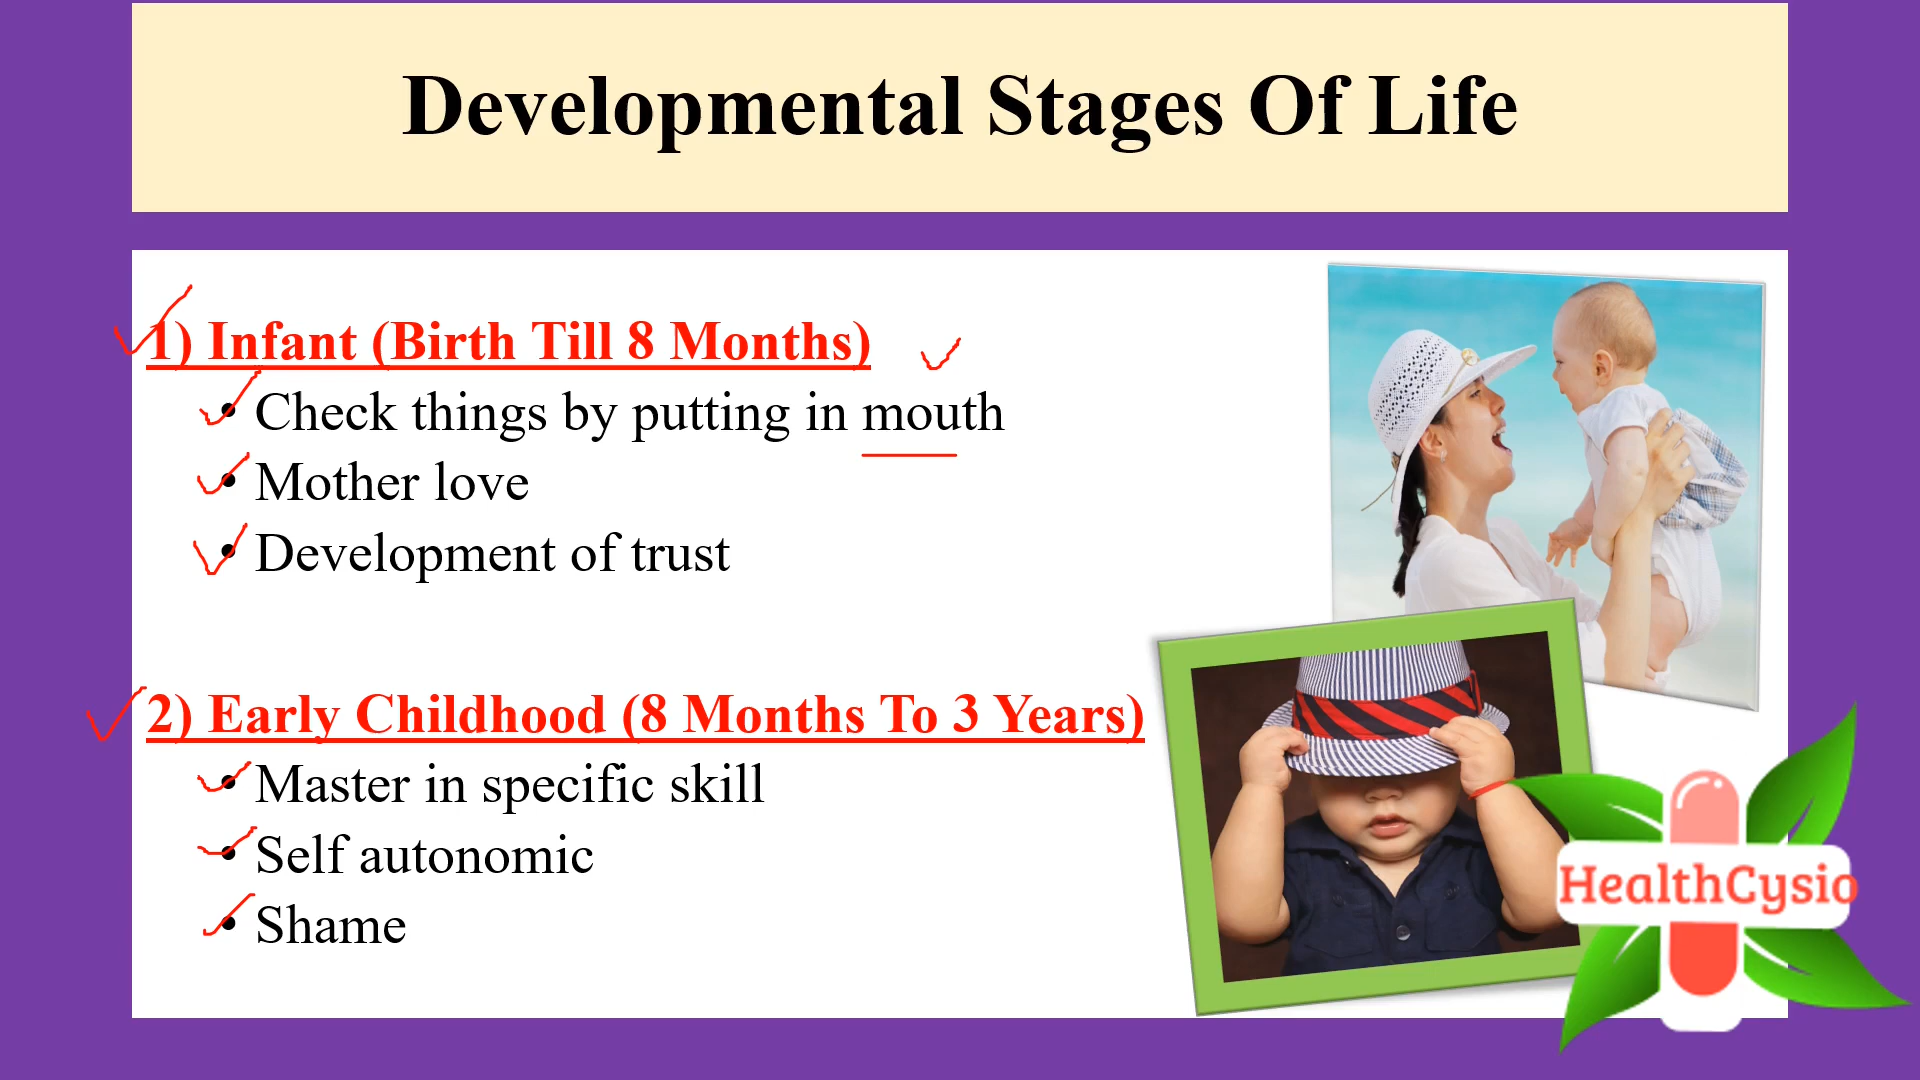 Developmental Stages Of Life
1) Infant (Birth Till 8 Months)
• Check things by putting in mouth
• Mother love
• Development of trust
2) Early Childhood (8 Months To 3 Years)
• Master in specific skill
• Self autonomic
• Shame
HealthCysio